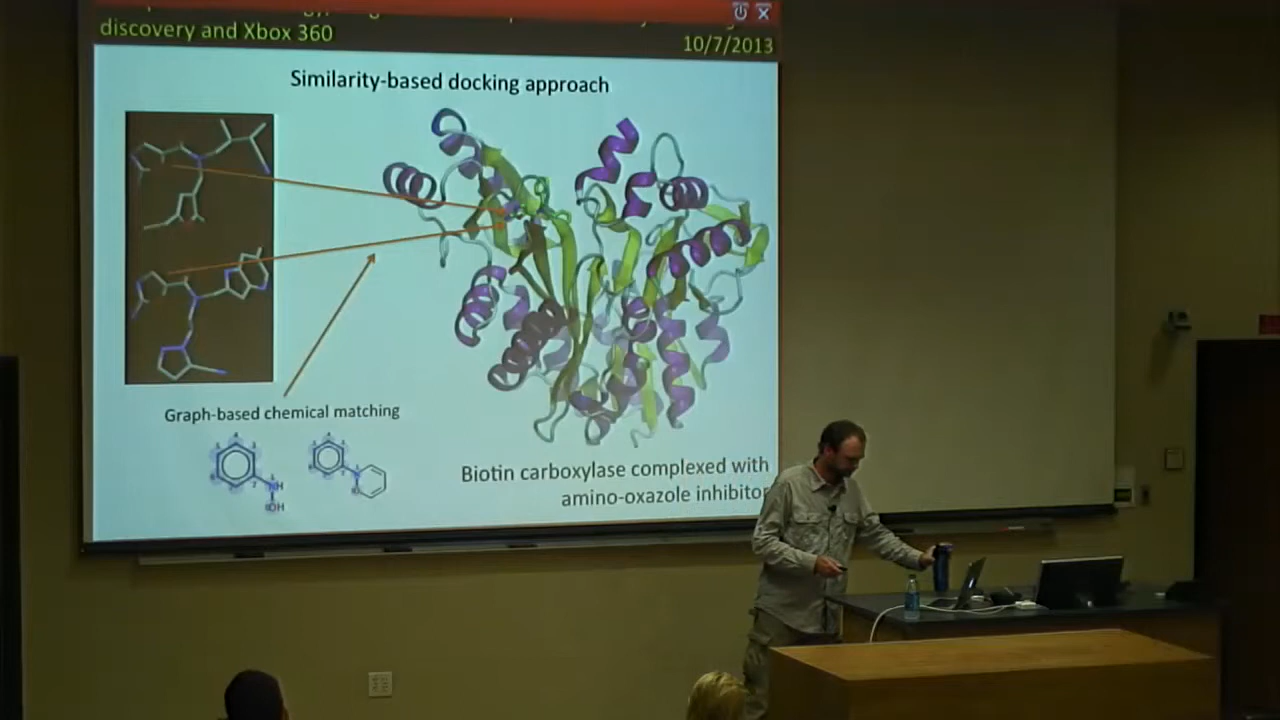 discovery and Xbox 360
10/7/2013
Similarity-based docking approach
Graph-based chemical matching
Biotin carboxylase complexed with
amino-oxazole inhibitor